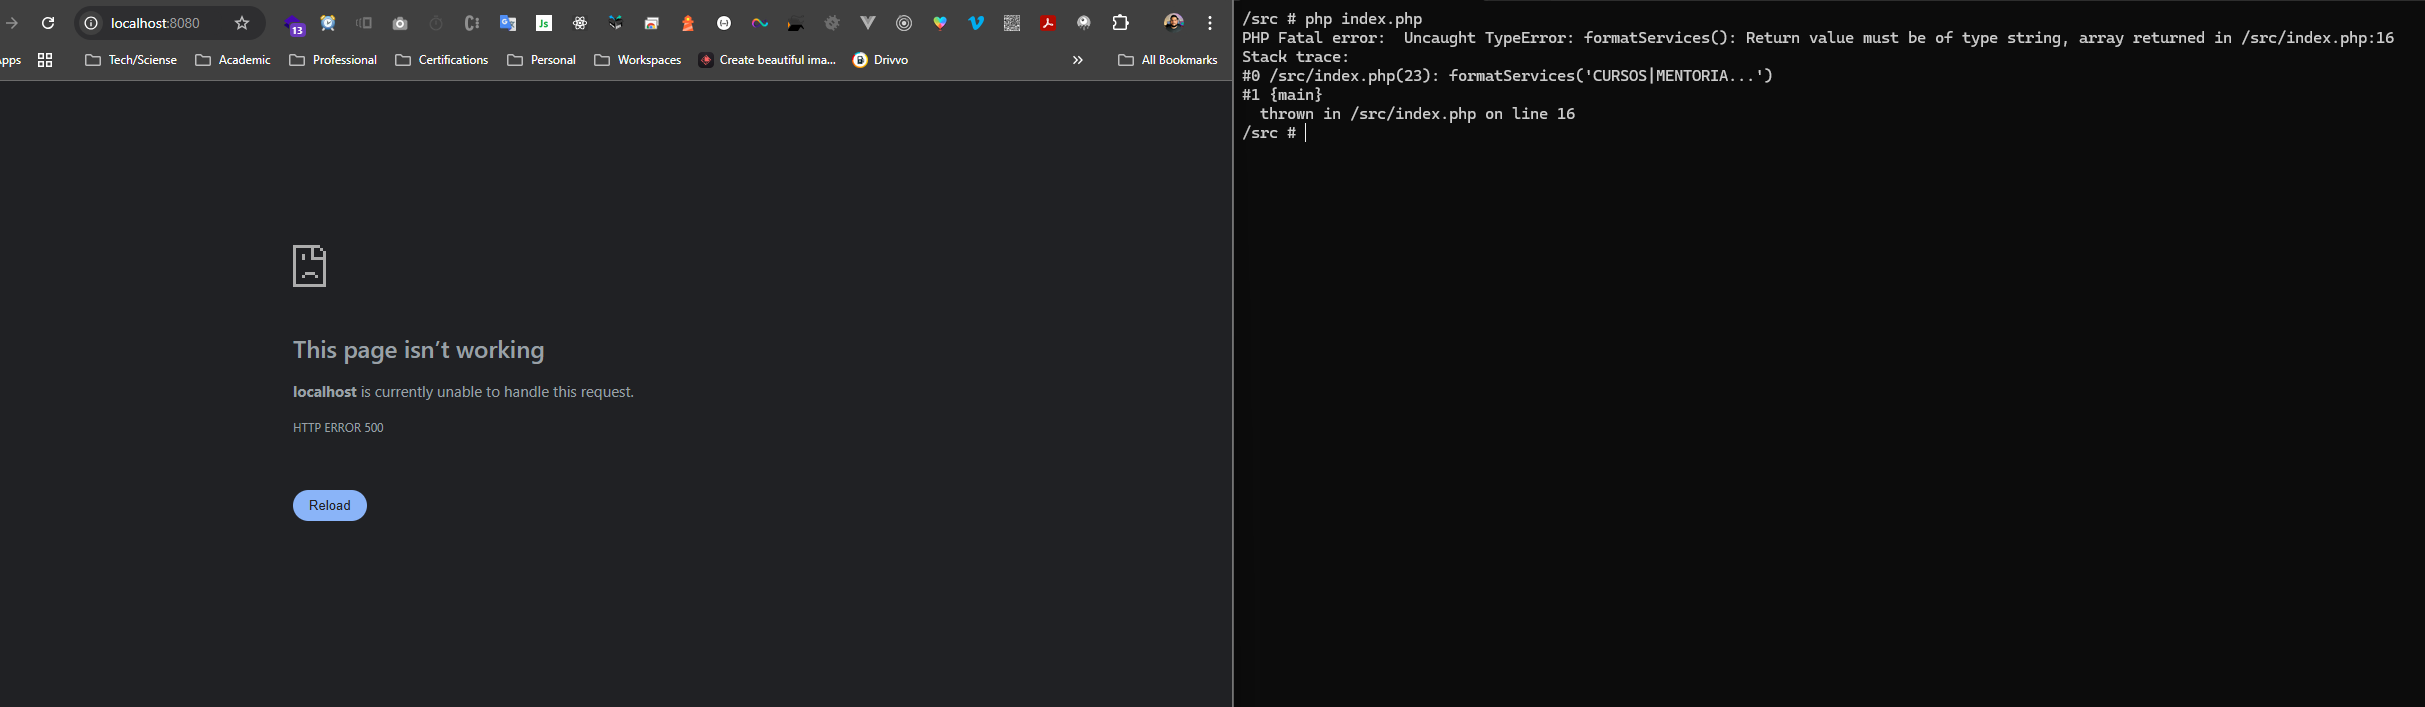 localhost:8080
13
Js
Apps
Tech/Sciense
Academic
Professional
Certifications
Personal
Workspaces
Create beautiful ima...
Drivvo
»
All Bookmarks
This page isn’t working
localhost is currently unable to handle this request.
HTTP ERROR 500
Reload
/src # php index.php
PHP Fatal error:  Uncaught TypeError: formatServices(): Return value must be of type string, array returned in /src/index.php:16
Stack trace:
#0 /src/index.php(23): formatServices('CURSOS|MENTORIA...')
#1 {main}
  thrown in /src/index.php on line 16
/src #